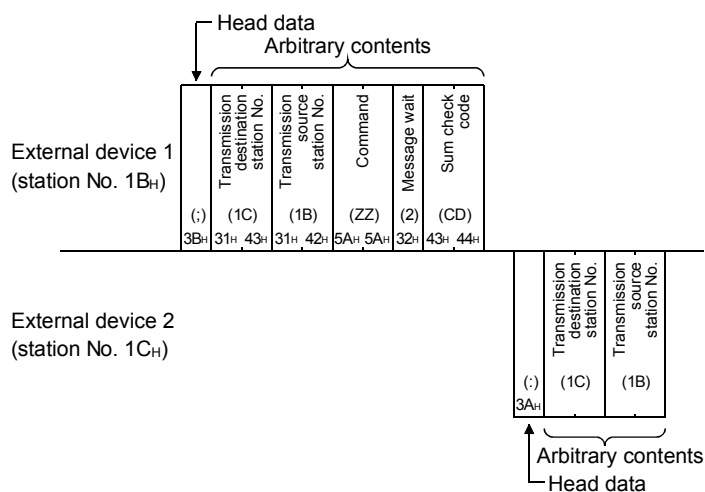 Head data
Arbitrary contents
External device 1
(station No. 1BH)
Transmission
destination
station No.
Transmission
source
station No.
Command
Message wait
Sum check
code
(;) (1C) (1B) (ZZ) (2) (CD)
3BH 31H 43H 31H 42H 5AH 5AH 32H 43H 44H
External device 2
(station No. 1CH)
Transmission
destination
station No.
Transmission
source
station No.
(:) (1C) (1B)
3AH
Arbitrary contents
Head data